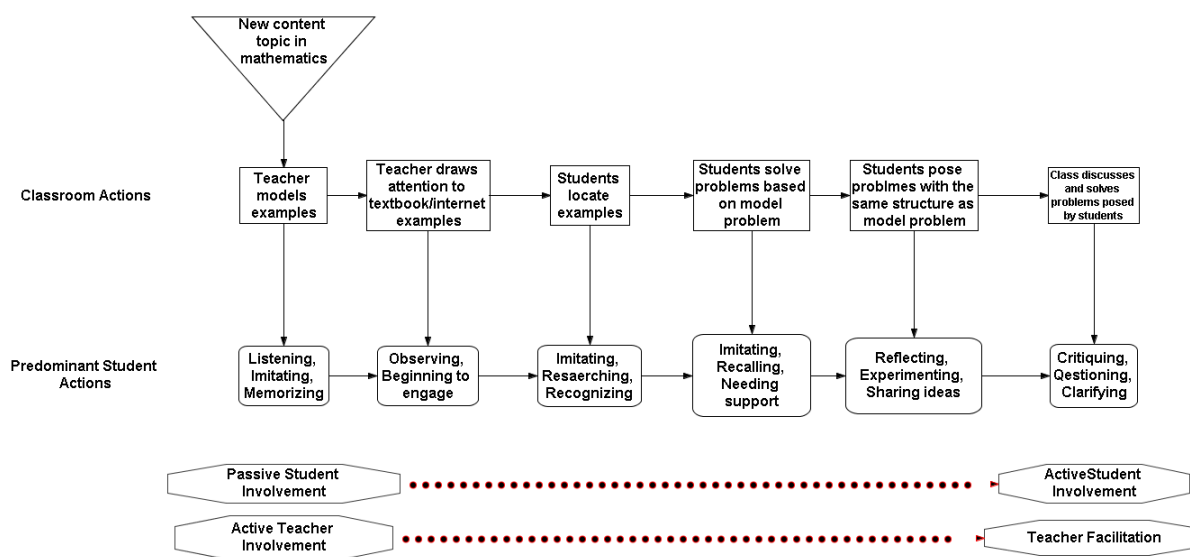 New content
topic in
mathematics
Classroom Actions
Teacher
models
examples
Teacher draws
attention to
textbook/internet
examples
Students
locate
examples
Students solve
problems based
on model
problem
Students pose
problmes with the
same structure as
model problem
Class discusses
and solves
problems posed
by students
Predominant Student
Actions
Listening,
Imitating,
Memorizing
Observing,
Beginning to
engage
Imitating,
Resaerching,
Recognizing
Imitating,
Recalling,
Needing
support
Reflecting,
Experimenting,
Sharing ideas
Critiquing,
Qestioning,
Clarifying
Passive Student
Involvement
ActiveStudent
Involvement
Active Teacher
Involvement
Teacher Facilitation